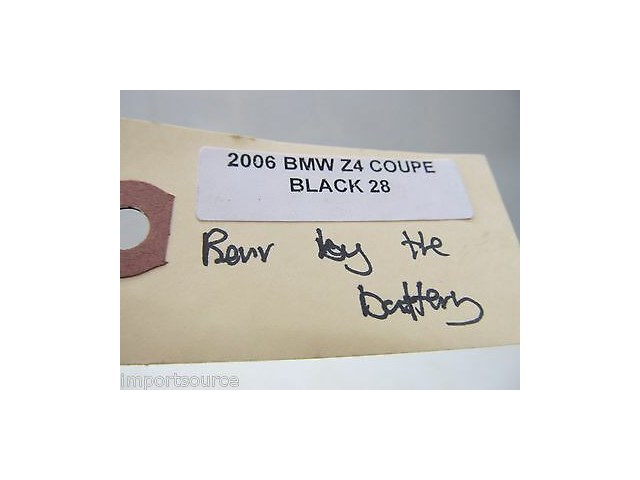 2006 BMW Z4 COUPE
BLACK 28
Rear by the
battery
importsource